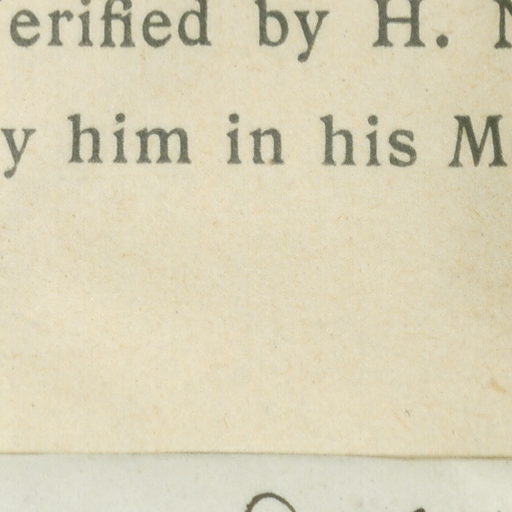 erified by H.
y him in his M